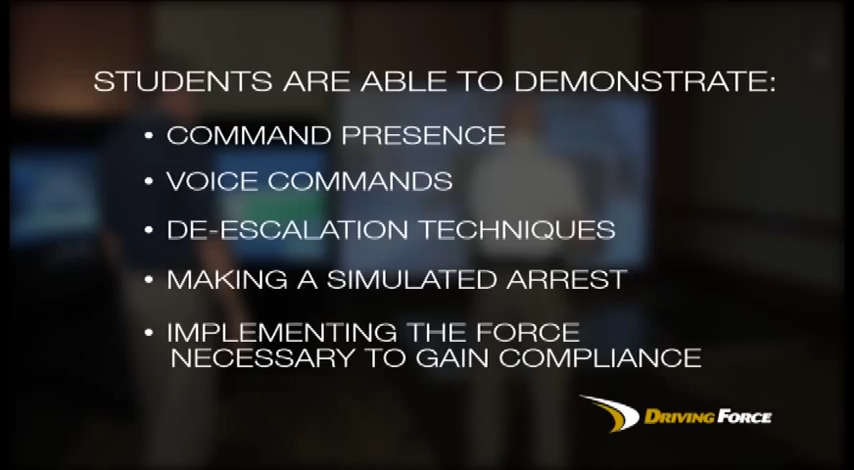 STUDENTS ARE ABLE TO DEMONSTRATE:
• COMMAND PRESENCE
• VOICE COMMANDS
• DE-ESCALATION TECHNIQUES
• MAKING A SIMULATED ARREST
• IMPLEMENTING THE FORCE
NECESSARY TO GAIN COMPLIANCE
DRIVING FORCE